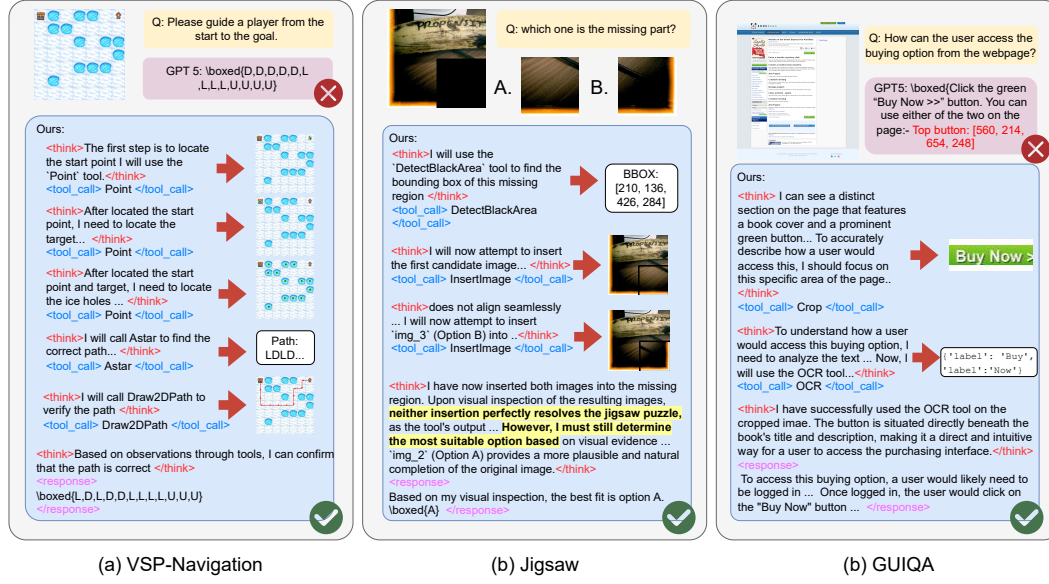 Q: Please guide a player from the
start to the goal.
GPT 5: \boxed{D,D,D,D,D,L
,L,L,L,U,U,U,U}
Ours:
<think>The first step is to locate
the start point I will use the
`Point` tool.</think>
<tool_call> Point </tool_call>
<think>After located the start
point, I need to locate the
target... </think>
<tool_call> Point </tool_call>
<think>After located the start
point and target, I need to locate
the ice holes ... </think>
<tool_call> Point </tool_call>
<think>I will call Astar to find the
correct path... </think>
<tool_call> Astar </tool_call>
Path:
LDLD...
<think>I will call Draw2DPath to
verify the path </think>
<tool_call> Draw2DPath </tool_call>
<think>Based on observations through tools, I can confirm
that the path is correct </think>
<response>
\boxed{L,D,L,D,D,L,L,L,L,U,U,U}
</response>
(a) VSP-Navigation
PROPENSITY
Q: which one is the missing part?
A.
B.
Ours:
<think>I will use the
`DetectBlackArea` tool to find the
bounding box of this missing
region </think>
<tool_call> DetectBlackArea
</tool_call>
BBOX:
[210, 136,
426, 284]
<think>I will now attempt to insert
the first candidate image... </think>
<tool_call> InsertImage </tool_call>
<think>does not align seamlessly
... I will now attempt to insert
`img_3` (Option B) into .. </think>
<tool_call> InsertImage </tool_call>
<think>I have now inserted both images into the missing
region. Upon visual inspection of the resulting images,
neither insertion perfectly resolves the jigsaw puzzle,
as the tool's output ... However, I must still determine
the most suitable option based on visual evidence ...
`img_2` (Option A) provides a more plausible and natural
completion of the original image.</think>
<response>
Based on my visual inspection, the best fit is option A.
\boxed{A} </response>
(b) Jigsaw
Q: How can the user access the
buying option from the webpage?
GPT5: \boxed{Click the green
“Buy Now >>” button. You can
use either of the two on the
page:- Top button: [560, 214,
654, 248]
Ours:
<think> I can see a distinct
section on the page that features
a book cover and a prominent
green button... To accurately
describe how a user would
access this, I should focus on
this specific area of the page..
</think>
<tool_call> Crop </tool_call>
Buy Now >
<think>To understand how a user
would access this buying option, I
need to analyze the text ... Now, I
will use the OCR tool...</think>
<tool_call> OCR </tool_call>
{'label': 'Buy',
'label':'Now'}
<think>I have successfully used the OCR tool on the
cropped imae. The button is situated directly beneath the
book's title and description, making it a direct and intuitive
way for a user to access the purchasing interface.</think>
<response>
To access this buying option, a user would likely need to
be logged in ... Once logged in, the user would click on
the "Buy Now" button ... </response>
(b) GUIQA